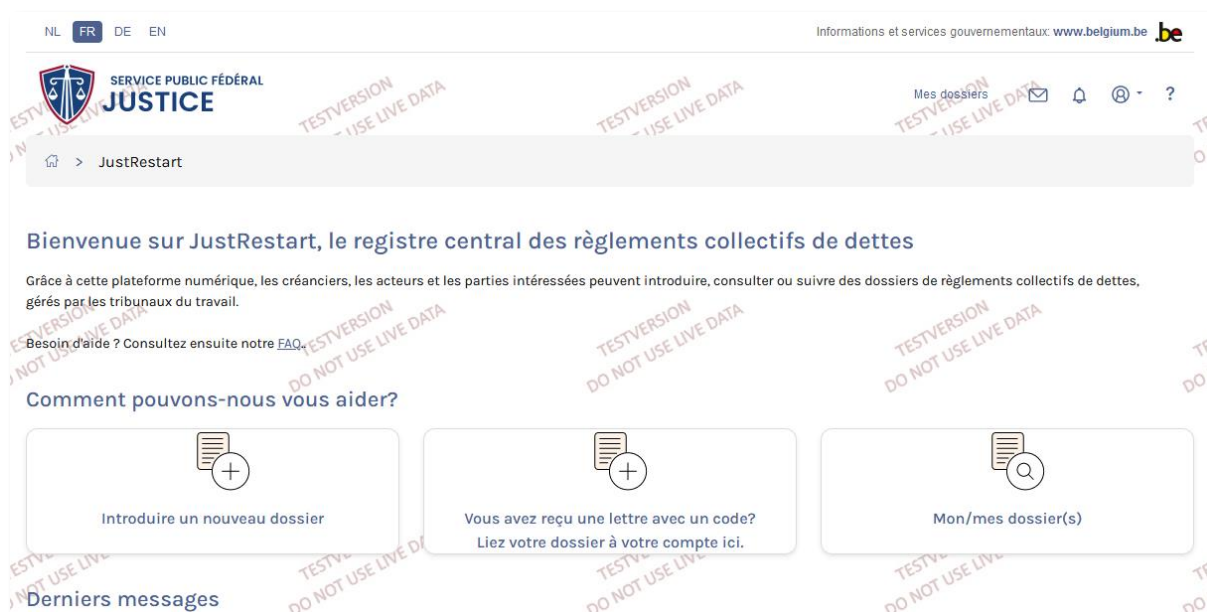 NL FR DE EN
Informations et services gouvernementaux: www.belgium.be .be
SERVICE PUBLIC FÉDÉRAL
JUSTICE
Mes dossiers ?
> JustRestart
Bienvenue sur JustRestart, le registre central des règlements collectifs de dettes
Grâce à cette plateforme numérique, les créanciers, les acteurs et les parties intéressées peuvent introduire, consulter ou suivre des dossiers de règlements collectifs de dettes,
gérés par les tribunaux du travail.
Besoin d'aide ? Consultez ensuite notre FAQ..
Comment pouvons-nous vous aider?
Introduire un nouveau dossier
Vous avez reçu une lettre avec un code?
Liez votre dossier à votre compte ici.
Mon/mes dossier(s)
Derniers messages
TESTVERSION
DO NOT USE LIVE DATA